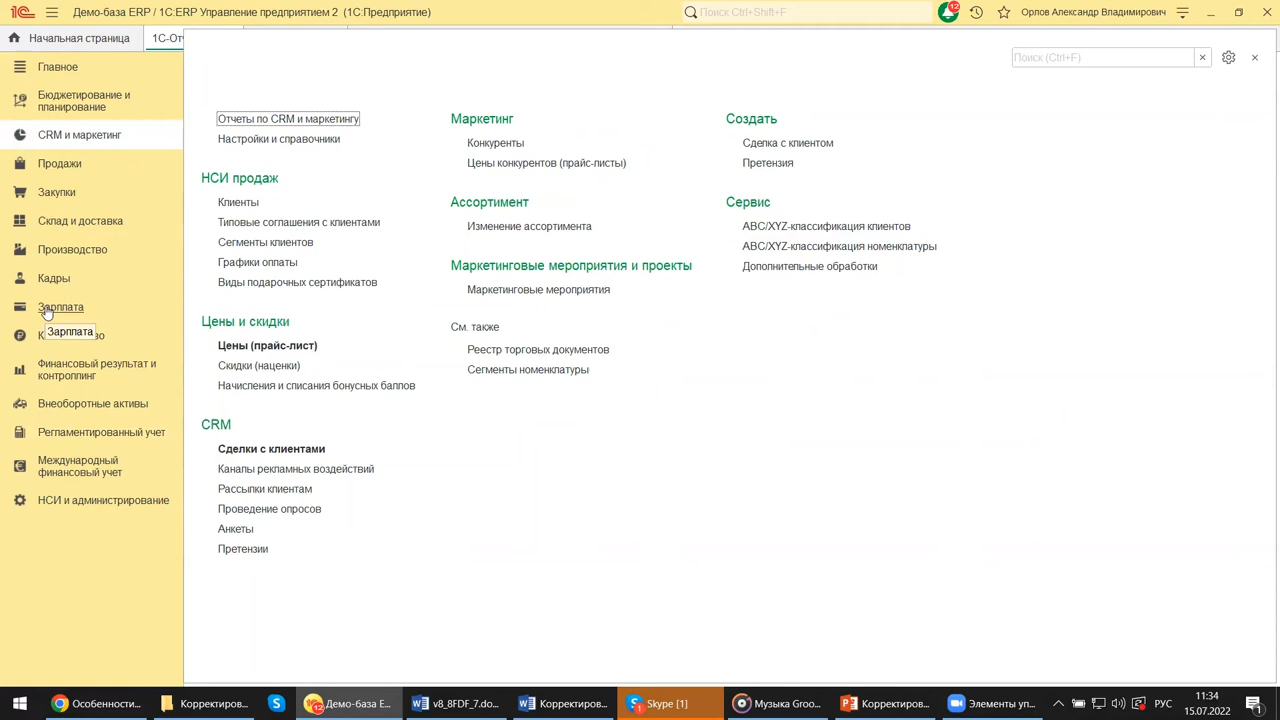 Демо-база ERP / 1С:ERP Управление предприятием 2 (1С:Предприятие)
Поиск Ctrl+Shift+F
12
Орлов Александр Владимирович
Начальная страница
1С-От
Поиск (Ctrl+F)
Главное
Бюджетирование и
планирование
CRM и маркетинг
Продажи
Закупки
Склад и доставка
Производство
Кадры
Зарплата
Зарплата
К
во
Финансовый результат и
контроллинг
Внеоборотные активы
Регламентированный учет
Международный
финансовый учет
НСИ и администрирование
Отчеты по CRM и маркетингу
Настройки и справочники
НСИ продаж
Клиенты
Типовые соглашения с клиентами
Сегменты клиентов
Графики оплаты
Виды подарочных сертификатов
Цены и скидки
Цены (прайс-лист)
Скидки (наценки)
Начисления и списания бонусных баллов
CRM
Сделки с клиентами
Каналы рекламных воздействий
Рассылки клиентам
Проведение опросов
Анкеты
Претензии
Маркетинг
Конкуренты
Цены конкурентов (прайс-листы)
Ассортимент
Изменение ассортимента
Маркетинговые мероприятия и проекты
Маркетинговые мероприятия
См. также
Реестр торговых документов
Сегменты номенклатуры
Создать
Сделка с клиентом
Претензия
Сервис
ABC/XYZ-классификация клиентов
ABC/XYZ-классификация номенклатуры
Дополнительные обработки
Особенности...
Корректиров...
12
Демо-база E...
v8_8FDF_7.do...
Корректиров...
1
Skype [1]
Музыка Groo...
Корректиров...
Элементы уп...
РУС
11:34
15.07.2022
1